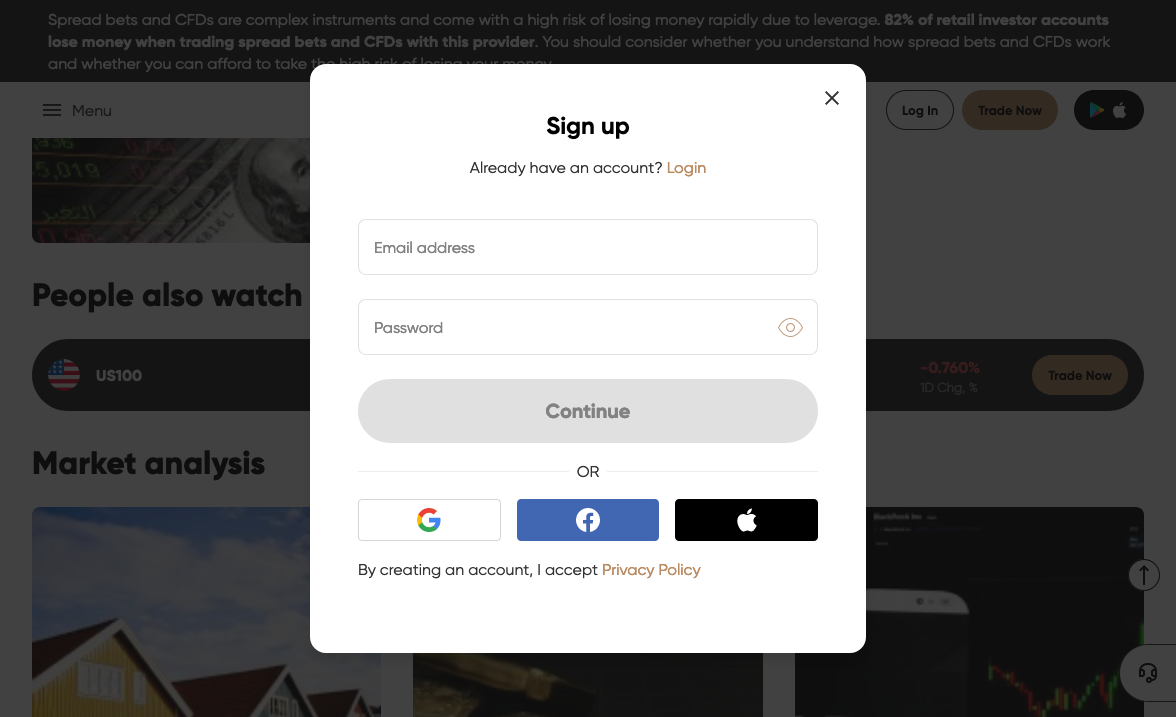 Spread bets and CFDs are complex instruments and come with a high risk of losing money rapidly due to leverage. 82% of retail investor accounts
lose money when trading spread bets and CFDs with this provider. You should consider whether you understand how spread bets and CFDs work
and whether you can afford to take the high risk of losing your money.
Menu
Log In
Trade Now
Sign up
Already have an account? Login
Email address
Password
Continue
OR
By creating an account, I accept Privacy Policy
5,019
People also watch
US100
-0.760%
1D Chg, %
Trade Now
Market analysis